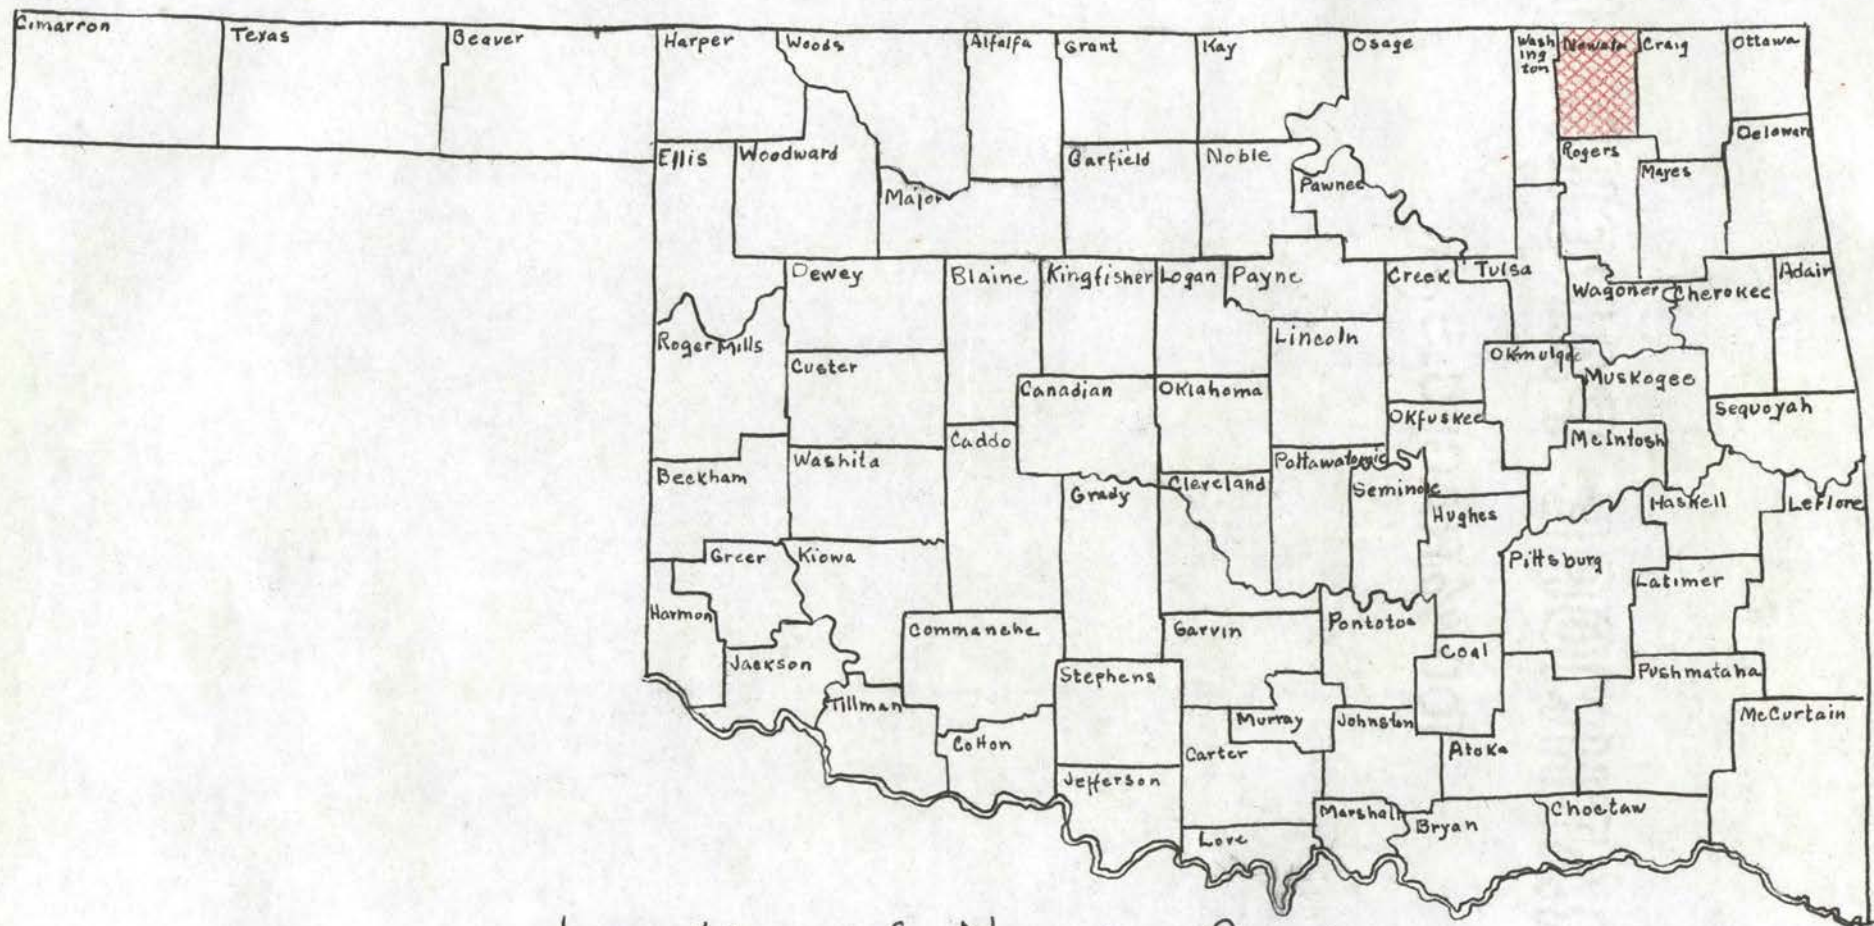 Cimarron
Texas
Beaver
Harper
Woods
Alfalfa
Grant
Kay
Osage
Wash
ing
ton
Nowata
Craig
Ottawa
Ellis
Woodward
Major
Garfield
Noble
Pawnee
Rogers
Mayes
Delaware
Dewey
Blaine
Kingfisher
Logan
Payne
Creak
Tulsa
Wagoner
Cherokee
Adair
Roger Mills
Custer
Canadian
Oklahoma
Lincoln
Okmulgee
Muskogee
Okfuskee
Sequoyah
Beckham
Washita
Caddo
Grady
Cleveland
Pottawatomie
Seminole
Hughes
McIntosh
Haskell
Leflore
Greer
Kiowa
Pittsburg
Latimer
Harmon
Jackson
Commanche
Garvin
Pontotoc
Coal
Pushmataha
Tillman
Cotton
Stephens
Murray
Johnston
Atoka
McCurtain
Jefferson
Carter
Love
Marshall
Bryan
Choctaw